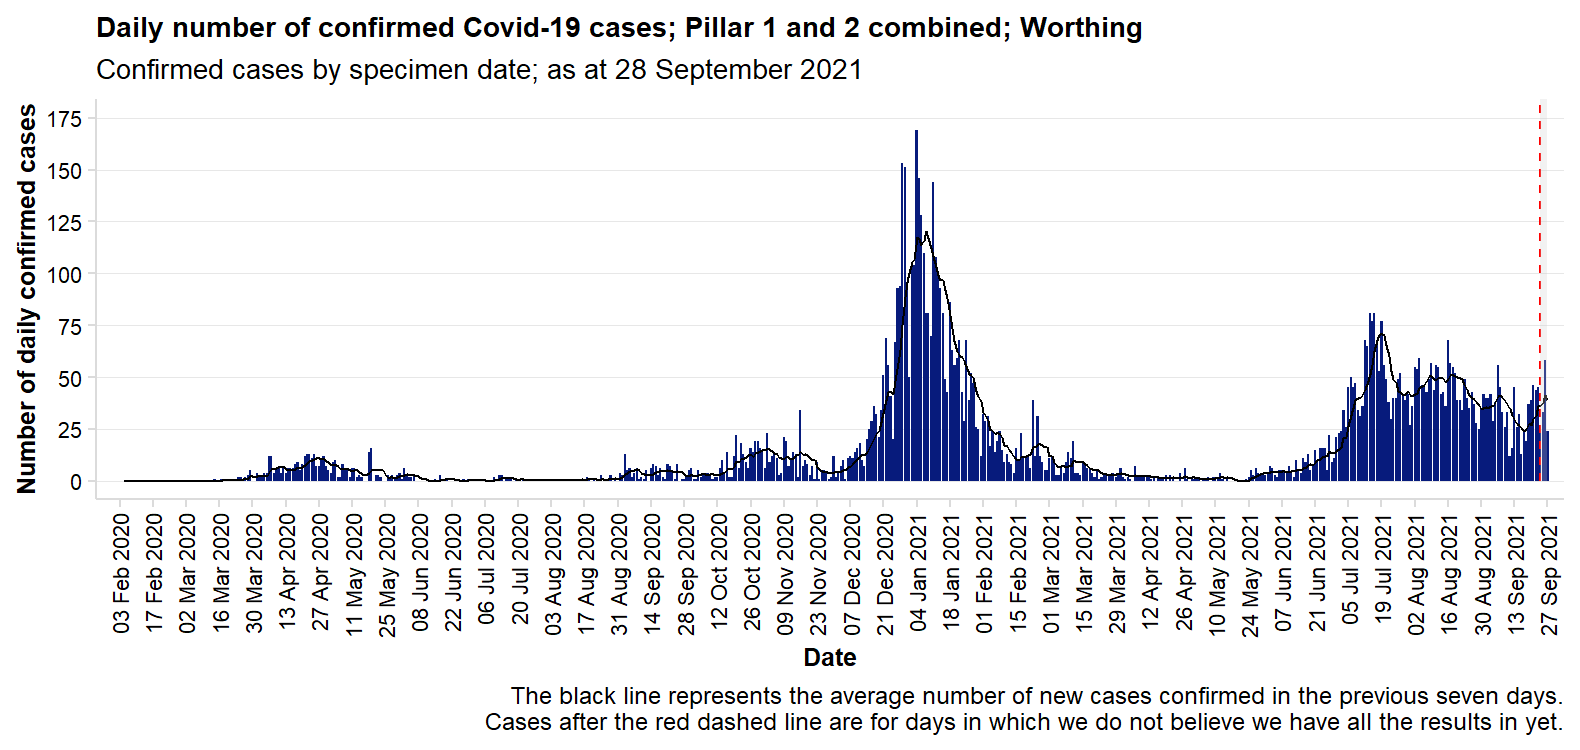 Daily number of confirmed Covid-19 cases; Pillar 1 and 2 combined; Worthing
Confirmed cases by specimen date; as at 28 September 2021
Number of daily confirmed cases
175
150
125
100
75
50
25
0
03 Feb 2020
17 Feb 2020
02 Mar 2020
16 Mar 2020
30 Mar 2020
13 Apr 2020
27 Apr 2020
11 May 2020
25 May 2020
08 Jun 2020
22 Jun 2020
06 Jul 2020
20 Jul 2020
03 Aug 2020
17 Aug 2020
31 Aug 2020
14 Sep 2020
28 Sep 2020
12 Oct 2020
26 Oct 2020
09 Nov 2020
23 Nov 2020
07 Dec 2020
21 Dec 2020
04 Jan 2021
18 Jan 2021
01 Feb 2021
15 Feb 2021
01 Mar 2021
15 Mar 2021
29 Mar 2021
12 Apr 2021
26 Apr 2021
10 May 2021
24 May 2021
07 Jun 2021
21 Jun 2021
05 Jul 2021
19 Jul 2021
02 Aug 2021
16 Aug 2021
30 Aug 2021
13 Sep 2021
27 Sep 2021
Date
The black line represents the average number of new cases confirmed in the previous seven days.
Cases after the red dashed line are for days in which we do not believe we have all the results in yet.